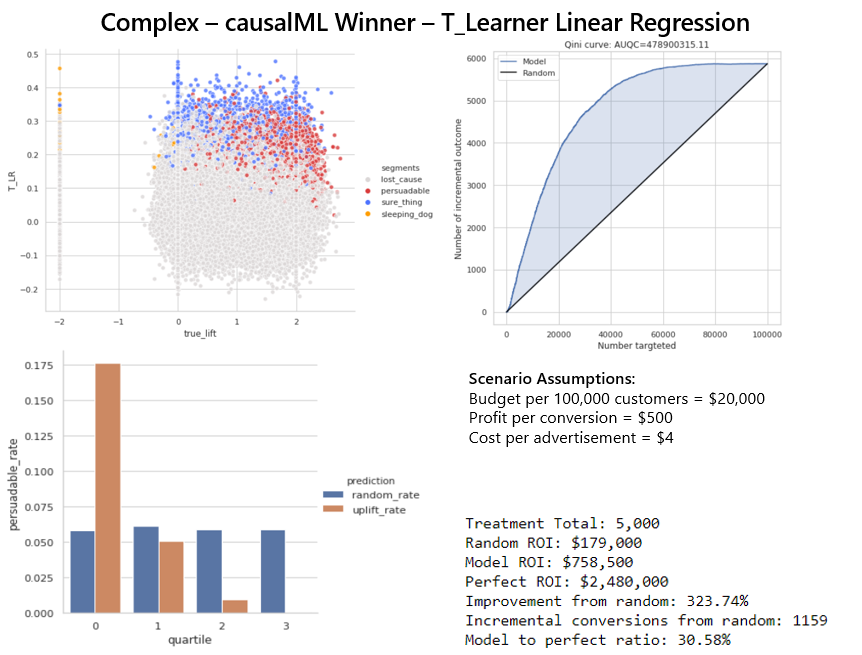 Complex – causalML Winner – T_Learner Linear Regression
0.5
0.4
0.3
0.2
0.1
0.0
−0.1
−0.2
T_LR
−2
−1
0
1
2
true_lift
segments
lost_cause
persuadable
sure_thing
sleeping_dog
Qini curve: AUQC=478900315.11
Model
Random
6000
5000
4000
3000
2000
1000
0
Number of incremental outcome
0
20000
40000
60000
80000
100000
Number targteted
0.175
0.150
0.125
0.100
0.075
0.050
0.025
0.000
persuadable_rate
0
1
2
3
quartile
prediction
random_rate
uplift_rate
Scenario Assumptions:
Budget per 100,000 customers = $20,000
Profit per conversion = $500
Cost per advertisement = $4
Treatment Total: 5,000
Random ROI: $179,000
Model ROI: $758,500
Perfect ROI: $2,480,000
Improvement from random: 323.74%
Incremental conversions from random: 1159
Model to perfect ratio: 30.58%